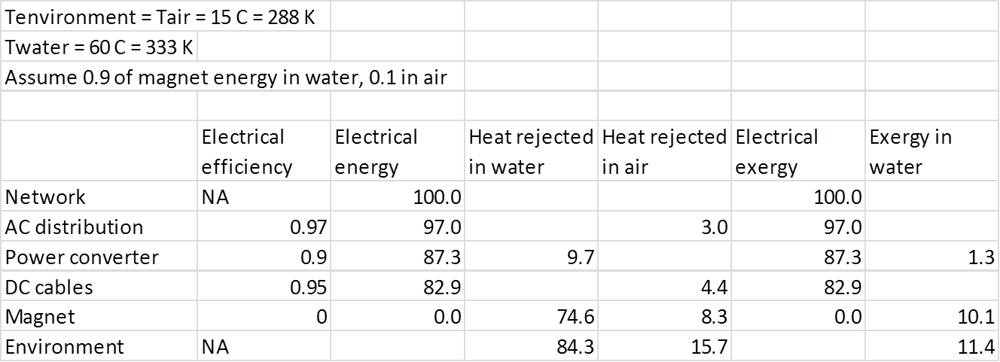 Tenvironment = Tair = 15 C = 288 K
Twater = 60 C = 333 K
Assume 0.9 of magnet energy in water, 0.1 in air
Electrical efficiency Electrical energy Heat rejected in water Heat rejected in air Electrical exergy Exergy in water
Network NA 100.0 100.0
AC distribution 0.97 97.0 3.0 97.0
Power converter 0.9 87.3 9.7 87.3 1.3
DC cables 0.95 82.9 4.4 82.9
Magnet 0 0.0 74.6 8.3 0.0 10.1
Environment NA 84.3 15.7 11.4